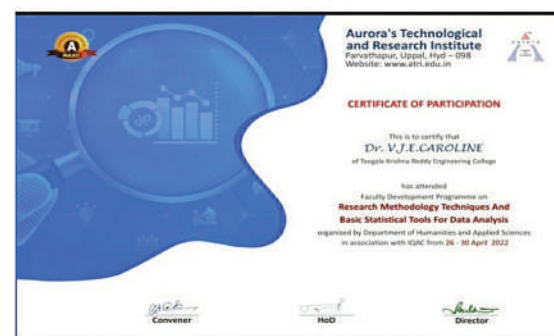 Aurora's Technological
and Research Institute
Parvathapur, Uppal, Hyd – 098
Website: www.atri.edu.in
A
CERTIFICATE OF PARTICIPATION
This is to certify that
Dr. V.J.E.CAROLINE
of Teegala Krishna Reddy Engineering College
has attended
Faculty Development Programme on
Research Methodology Techniques And
Basic Statistical Tools For Data Analysis
organised by Department of Humanities and Applied Sciences
in association with IQAC from 26 - 30 April 2022
Convener
HoD
Director